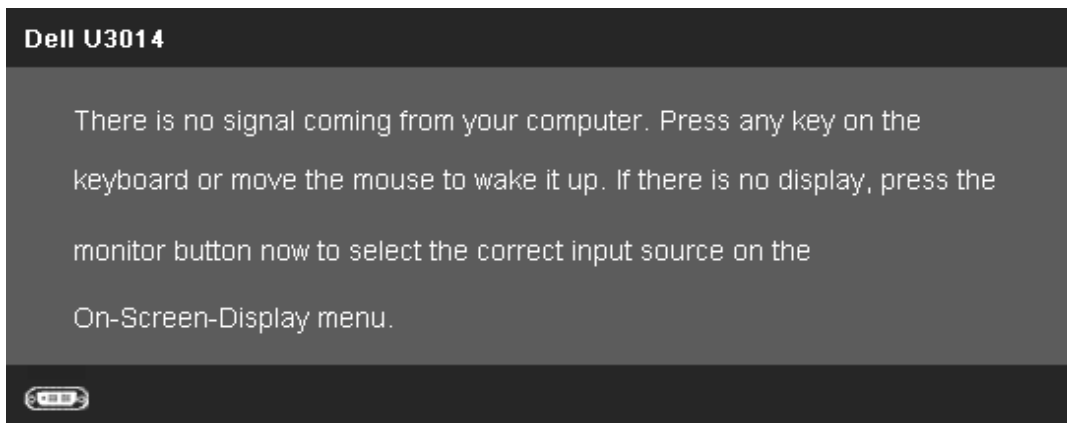 Dell U3014
There is no signal coming from your computer. Press any key on the
keyboard or move the mouse to wake it up. If there is no display, press the
monitor button now to select the correct input source on the
On-Screen-Display menu.